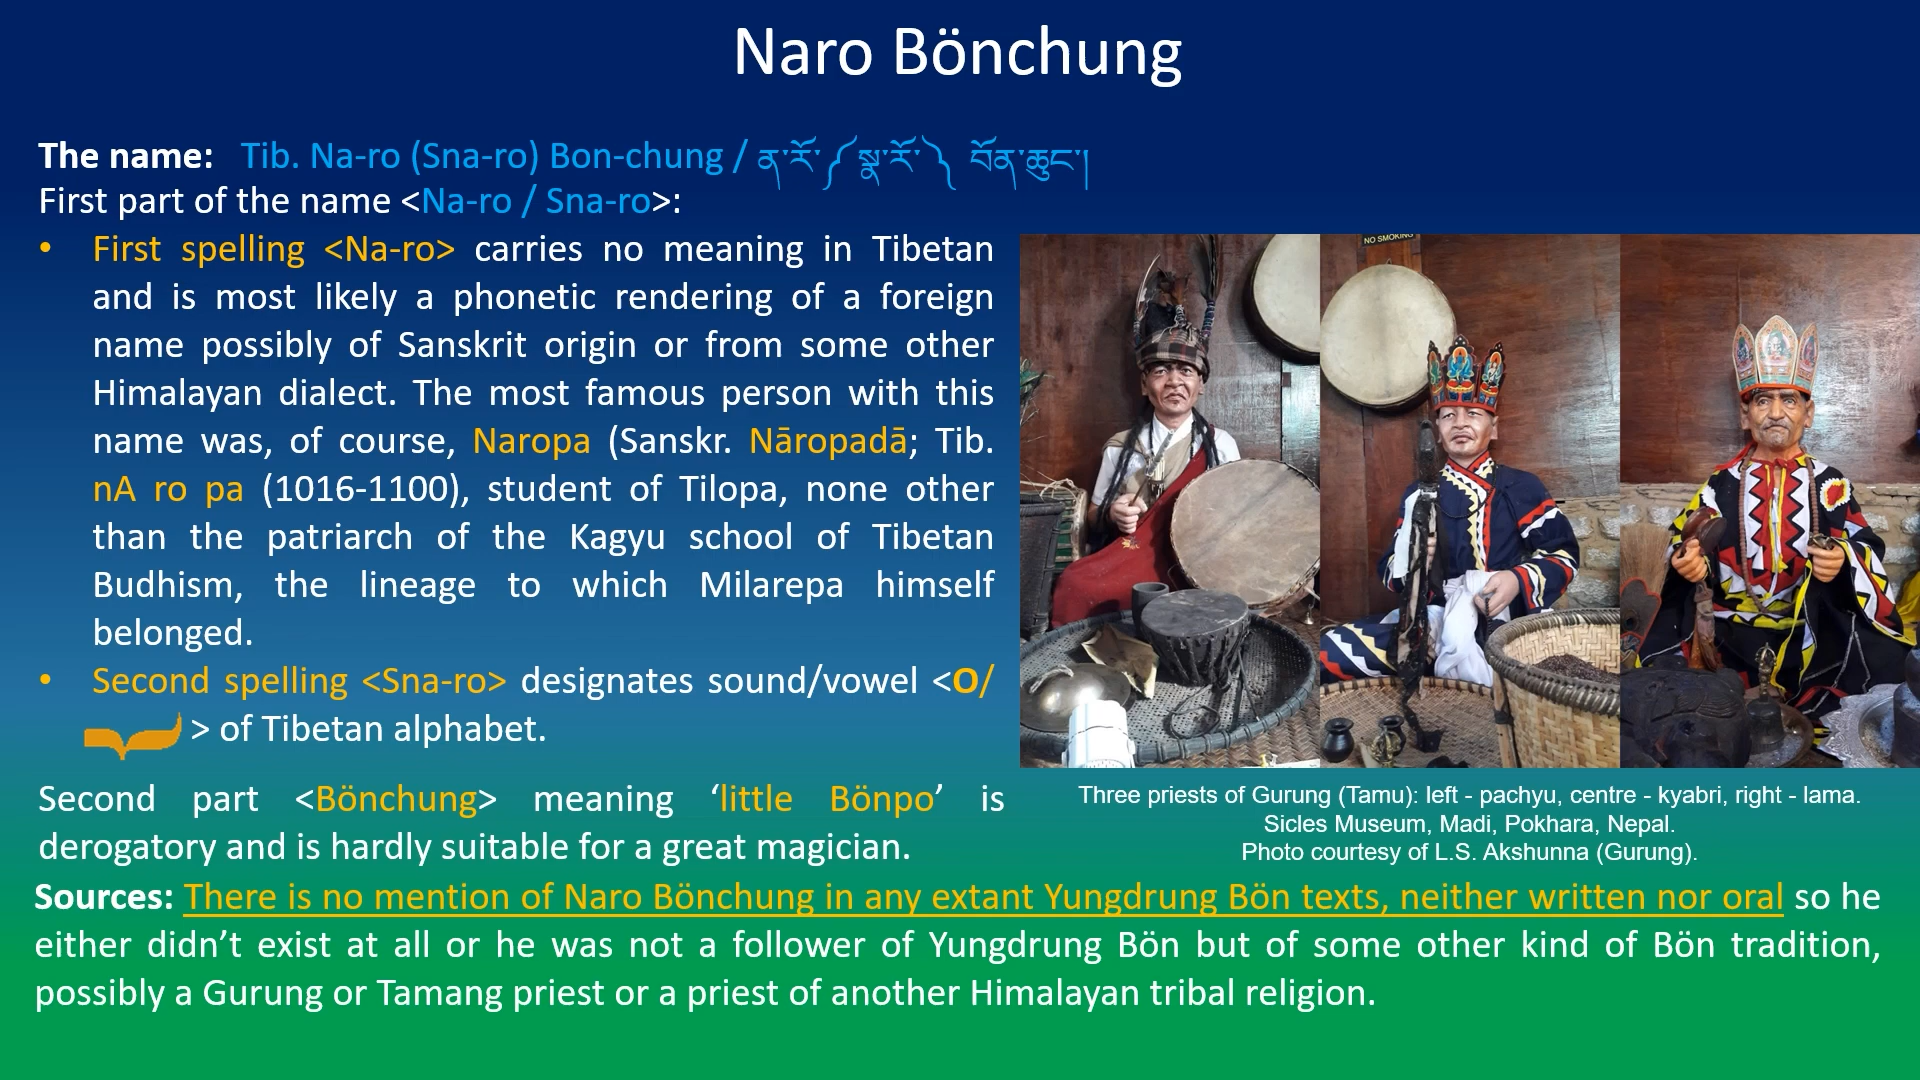 Naro Bönchung
The name: Tib. Na-ro (Sna-ro) Bon-chung / ན་རོ་༼སྣ་རོ་༽ བོན་ཆུང་།
First part of the name <Na-ro / Sna-ro>:
• First spelling <Na-ro> carries no meaning in Tibetan
and is most likely a phonetic rendering of a foreign
name possibly of Sanskrit origin or from some other
Himalayan dialect. The most famous person with this
name was, of course, Naropa (Sanskr. Nāropadā; Tib.
nA ro pa (1016-1100), student of Tilopa, none other
than the patriarch of the Kagyu school of Tibetan
Budhism, the lineage to which Milarepa himself
belonged.
• Second spelling <Sna-ro> designates sound/vowel <O/
ོ > of Tibetan alphabet.
Second part <Bönchung> meaning ‘little Bönpo’ is
derogatory and is hardly suitable for a great magician.
NO SMOKING
Three priests of Gurung (Tamu): left - pachyu, centre - kyabri, right - lama.
Sicles Museum, Madi, Pokhara, Nepal.
Photo courtesy of L.S. Akshunna (Gurung).
Sources: There is no mention of Naro Bönchung in any extant Yungdrung Bön texts, neither written nor oral so he
either didn’t exist at all or he was not a follower of Yungdrung Bön but of some other kind of Bön tradition,
possibly a Gurung or Tamang priest or a priest of another Himalayan tribal religion.